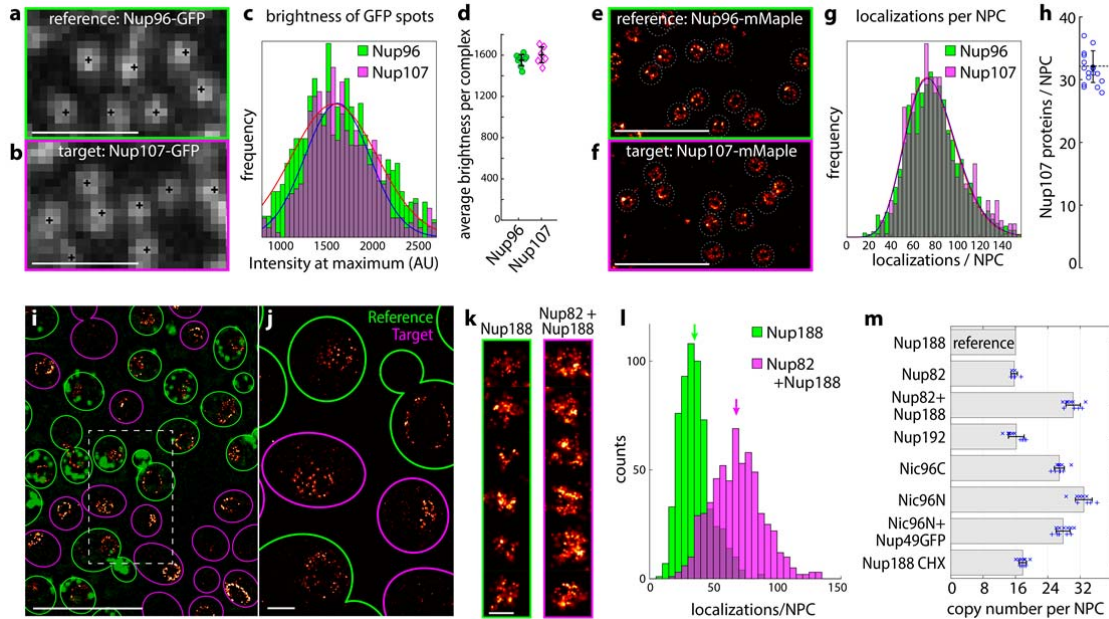 a
reference: Nup96-GFP
b
target: Nup107-GFP
c
brightness of GFP spots
Nup96
Nup107
frequency
1000 1500 2000 2500
Intensity at maximum (AU)
d
average brightness per complex
1600
1400
1200
1000
800
600
400
200
0
Nup96
Nup107
e
reference: Nup96-mMaple
f
target: Nup107-mMaple
g
localizations per NPC
Nup96
Nup107
frequency
0 20 40 60 80 100 120 140
localizations / NPC
h
Nup107 proteins / NPC
40
30
20
10
0
i
j
Reference
Target
k
Nup188
Nup82 +
Nup188
l
Nup188
Nup82
+Nup188
counts
100
50
0
0 50 100 150
localizations/NPC
m
Nup188
reference
Nup82
Nup82+
Nup188
Nup192
Nic96C
Nic96N
Nic96N+
Nup49GFP
Nup188 CHX
0 8 16 24 32
copy number per NPC